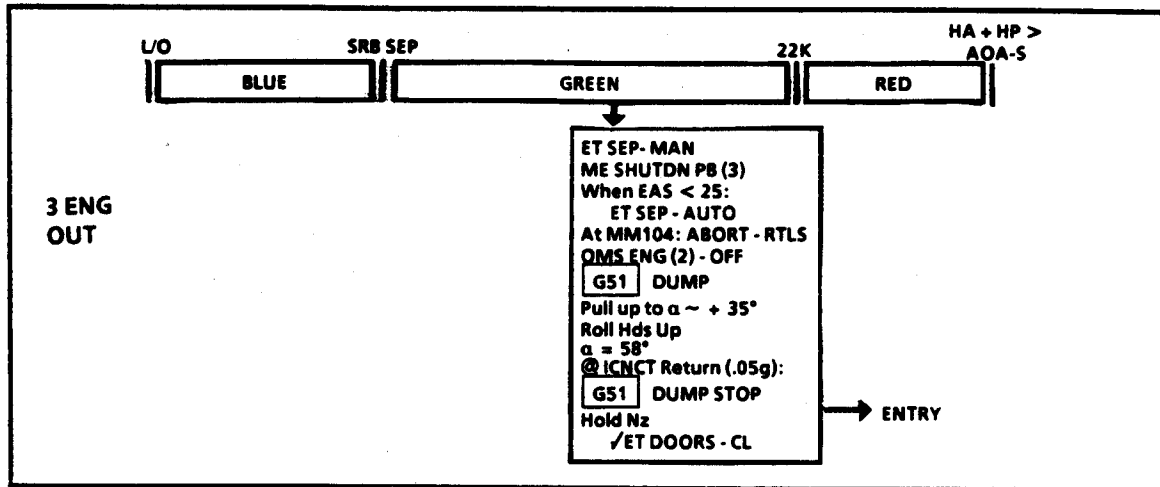 L/O SRB SEP 22K HA + HP >
AOA-S
BLUE GREEN RED
3 ENG
OUT
ET SEP- MAN
ME SHUTDN PB (3)
When EAS < 25:
ET SEP - AUTO
At MM104: ABORT - RTLS
OMS ENG (2) - OFF
G51 DUMP
Pull up to α ~ + 35°
Roll Hds Up
α = 58°
@ ICNCT Return (.05g):
G51 DUMP STOP
Hold Nz
✓ET DOORS - CL
ENTRY